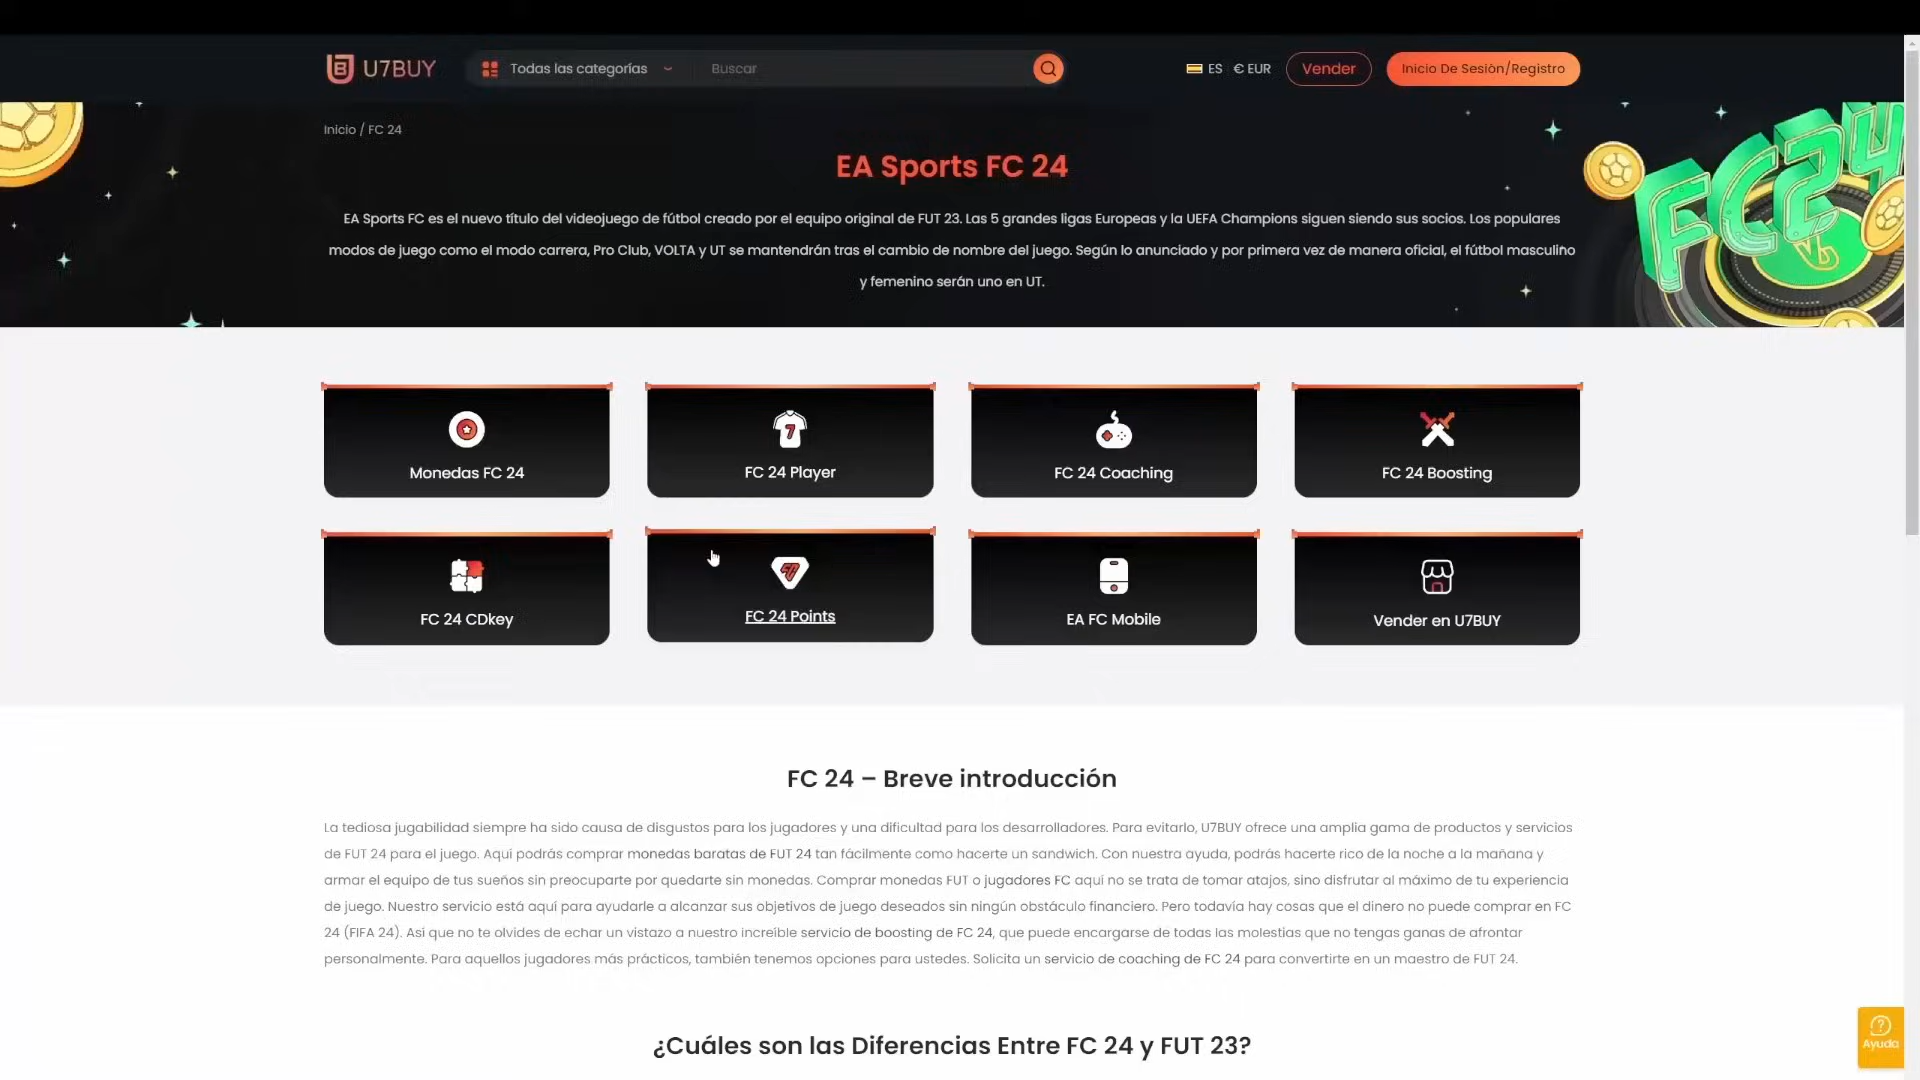 U7BUY
Todas las categorías
Buscar
ES € EUR
Vender
Inicio De Sesión/Registro
Inicio / FC 24
EA Sports FC 24
EA Sports FC es el nuevo título del videojuego de fútbol creado por el equipo original de FUT 23. Las 5 grandes ligas Europeas y la UEFA Champions siguen siendo sus socios. Los populares
modos de juego como el modo carrera, Pro Club, VOLTA y UT se mantendrán tras el cambio de nombre del juego. Según lo anunciado y por primera vez de manera oficial, el fútbol masculino
y femenino serán uno en UT.
FC24
Monedas FC 24
7
FC 24 Player
FC 24 Coaching
FC 24 Boosting
FC 24 CDkey
FC 24 Points
EA FC Mobile
Vender en U7BUY
FC 24 – Breve introducción
La tediosa jugabilidad siempre ha sido causa de disgustos para los jugadores y una dificultad para los desarrolladores. Para evitarlo, U7BUY ofrece una amplia gama de productos y servicios
de FUT 24 para el juego. Aquí podrás comprar monedas baratas de FUT 24 tan fácilmente como hacerte un sandwich. Con nuestra ayuda, podrás hacerte rico de la noche a la mañana y
armar el equipo de tus sueños sin preocuparte por quedarte sin monedas. Comprar monedas FUT o jugadores FC aquí no se trata de tomar atajos, sino disfrutar al máximo de tu experiencia
de juego. Nuestro servicio está aquí para ayudarle a alcanzar sus objetivos de juego deseados sin ningún obstáculo financiero. Pero todavía hay cosas que el dinero no puede comprar en FC
24 (FIFA 24). Así que no te olvides de echar un vistazo a nuestro increíble servicio de boosting de FC 24, que puede encargarse de todas las molestias que no tengas ganas de afrontar
personalmente. Para aquellos jugadores más prácticos, también tenemos opciones para ustedes. Solicita un servicio de coaching de FC 24 para convertirte en un maestro de FUT 24.
¿Cuáles son las Diferencias Entre FC 24 y FUT 23?
Ayuda